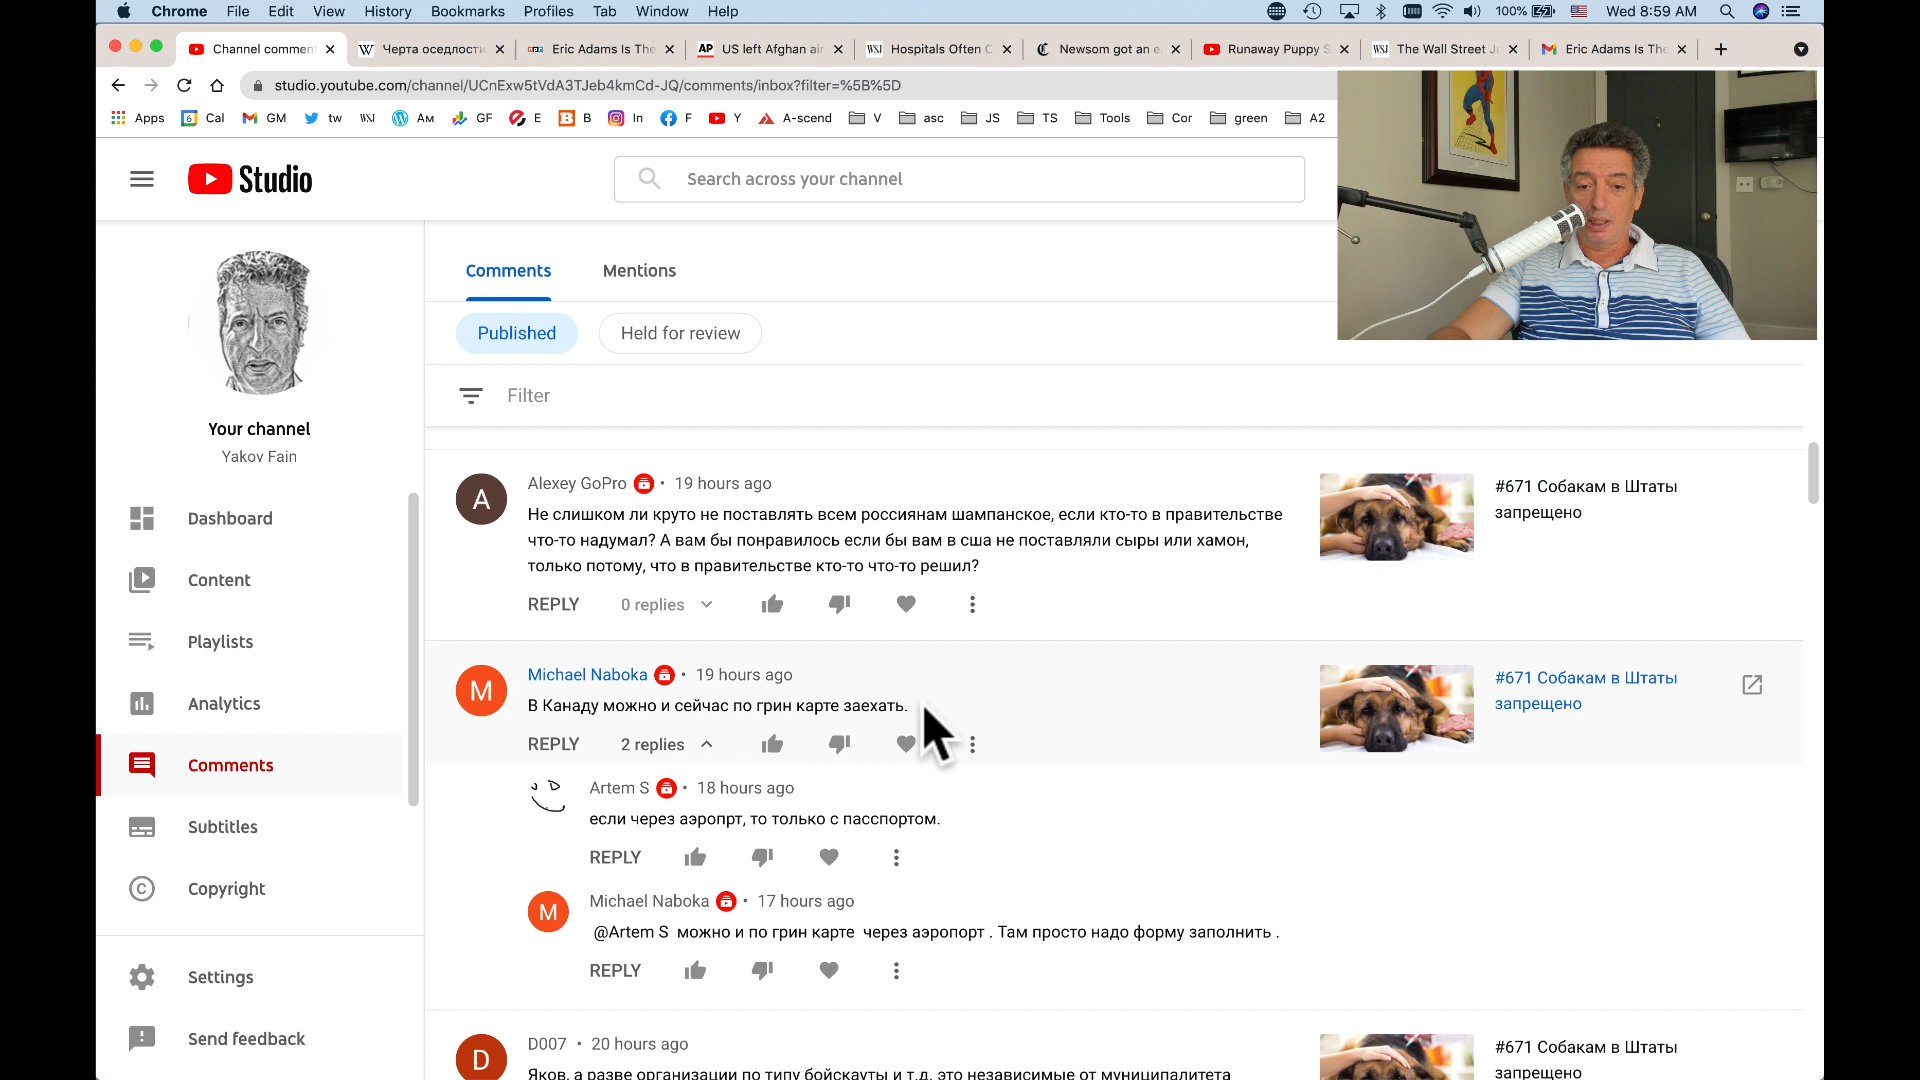 Chrome File Edit View History Bookmarks Profiles Tab Window Help 100% Wed 8:59 AM
Channel commen Черта оседлости Eric Adams Is The AP US left Afghan air WSJ Hospitals Often C Newsom got an e Runaway Puppy S WSJ The Wall Street Jo Eric Adams Is The
studio.youtube.com/channel/UCnExw5tVdA3TJeb4kmCd-JQ/comments/inbox?filter=%5B%5D
Apps 6 Cal GM tw WSJ Ам GF E B In F Y A-scend V asc JS TS Tools Cor green A2
Studio
Search across your channel
Comments Mentions
Published Held for review
Filter
Your channel
Yakov Fain
Dashboard
Content
Playlists
Analytics
Comments
Subtitles
Copyright
Settings
Send feedback
A
Alexey GoPro • 19 hours ago
Не слишком ли круто не поставлять всем россиянам шампанское, если кто-то в правительстве
что-то надумал? А вам бы понравилось если бы вам в сша не поставляли сыры или хамон,
только потому, что в правительстве кто-то что-то решил?
REPLY 0 replies
#671 Собакам в Штаты
запрещено
M
Michael Naboka • 19 hours ago
В Канаду можно и сейчас по грин карте заехать.
REPLY 2 replies
#671 Собакам в Штаты
запрещено
Artem S • 18 hours ago
если через аэропрт, то только с пасспортом.
REPLY
M
Michael Naboka • 17 hours ago
@Artem S можно и по грин карте через аэропорт . Там просто надо форму заполнить .
REPLY
D
D007 • 20 hours ago
Яков, а разве организации по типу бойскауты и т.д. это независимые от муниципалитета
#671 Собакам в Штаты
запрещено